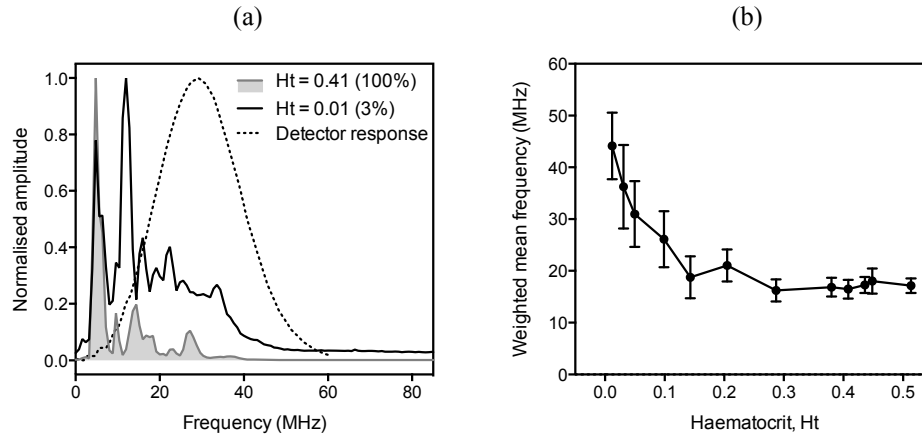 (a)
(b)
1.0
0.8
0.6
0.4
0.2
0.0
Normalised amplitude
Ht = 0.41 (100%)
Ht = 0.01 (3%)
Detector response
0 20 40 60 80
Frequency (MHz)
60
50
40
30
20
10
0
Weighted mean frequency (MHz)
0.0 0.1 0.2 0.3 0.4 0.5
Haematocrit, Ht